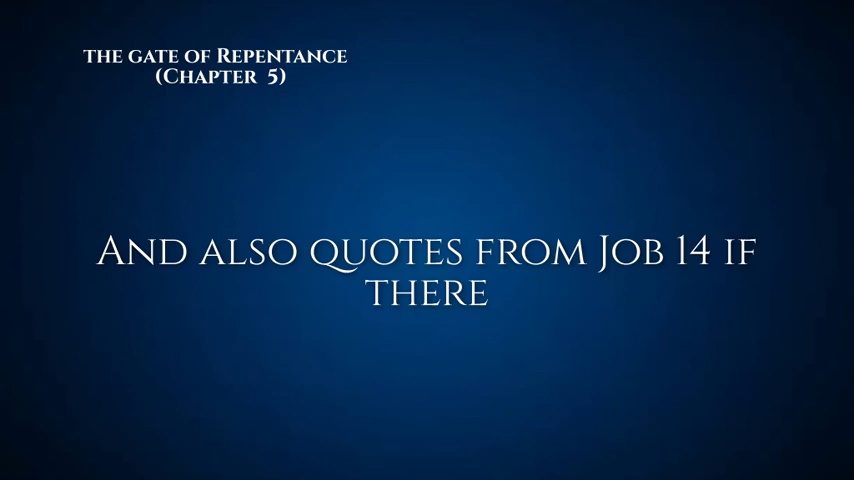 the gate of Repentance
(Chapter 5)
And also quotes from Job 14 if
there